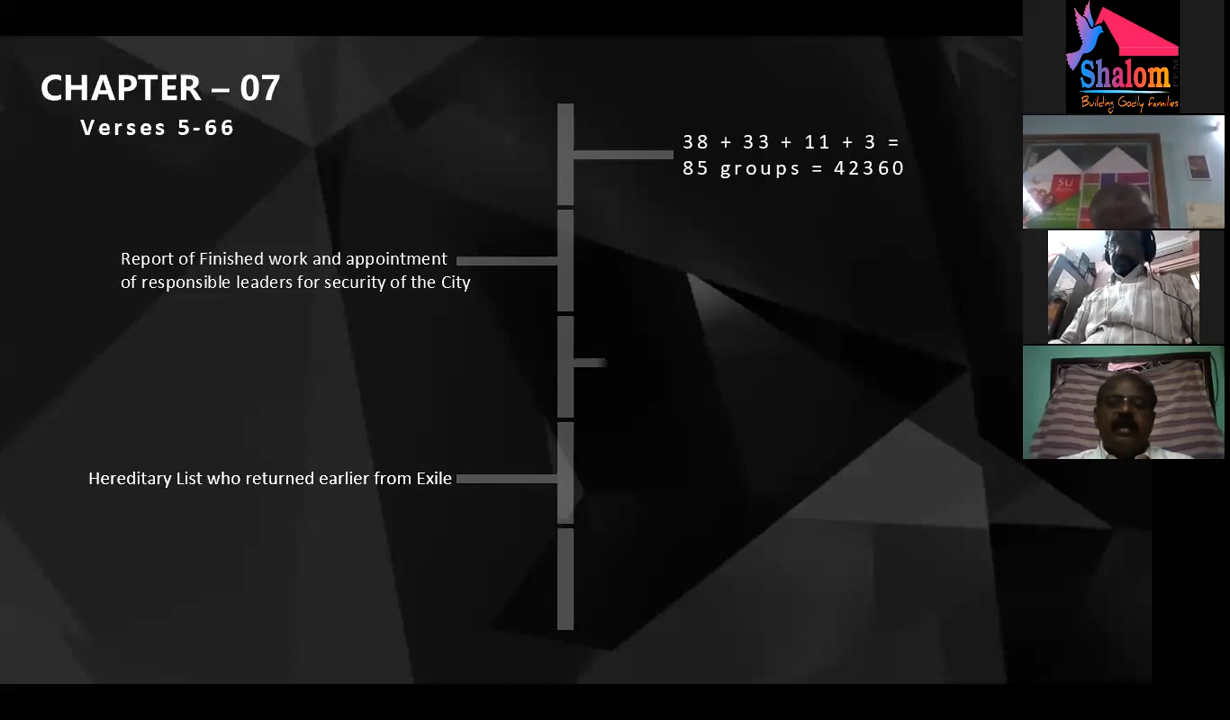 CHAPTER – 07
Verses 5-66
38 + 33 + 11 + 3 =
85 groups = 42360
Report of Finished work and appointment
of responsible leaders for security of the City
Hereditary List who returned earlier from Exile
Shalom
Building Godly families
SU